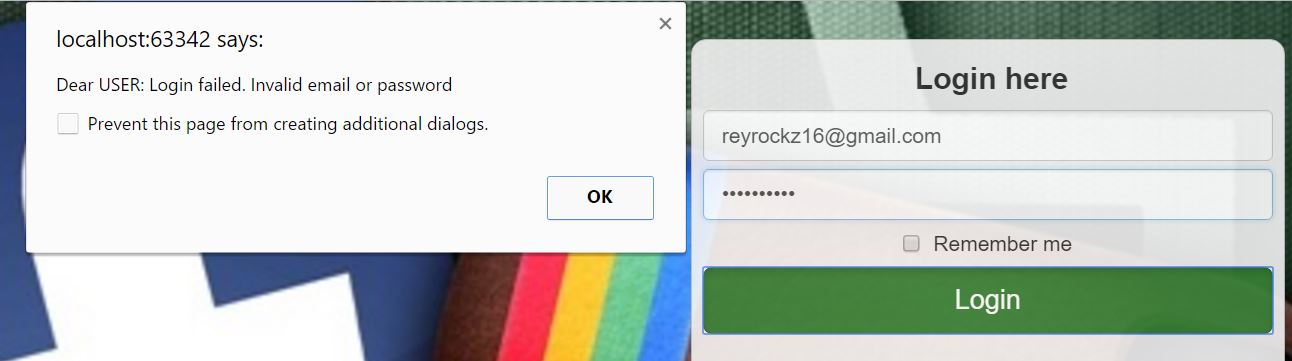 localhost:63342 says:
Dear USER: Login failed. Invalid email or password
Prevent this page from creating additional dialogs.
OK
Login here
reyrockz16@gmail.com
••••••••••
Remember me
Login